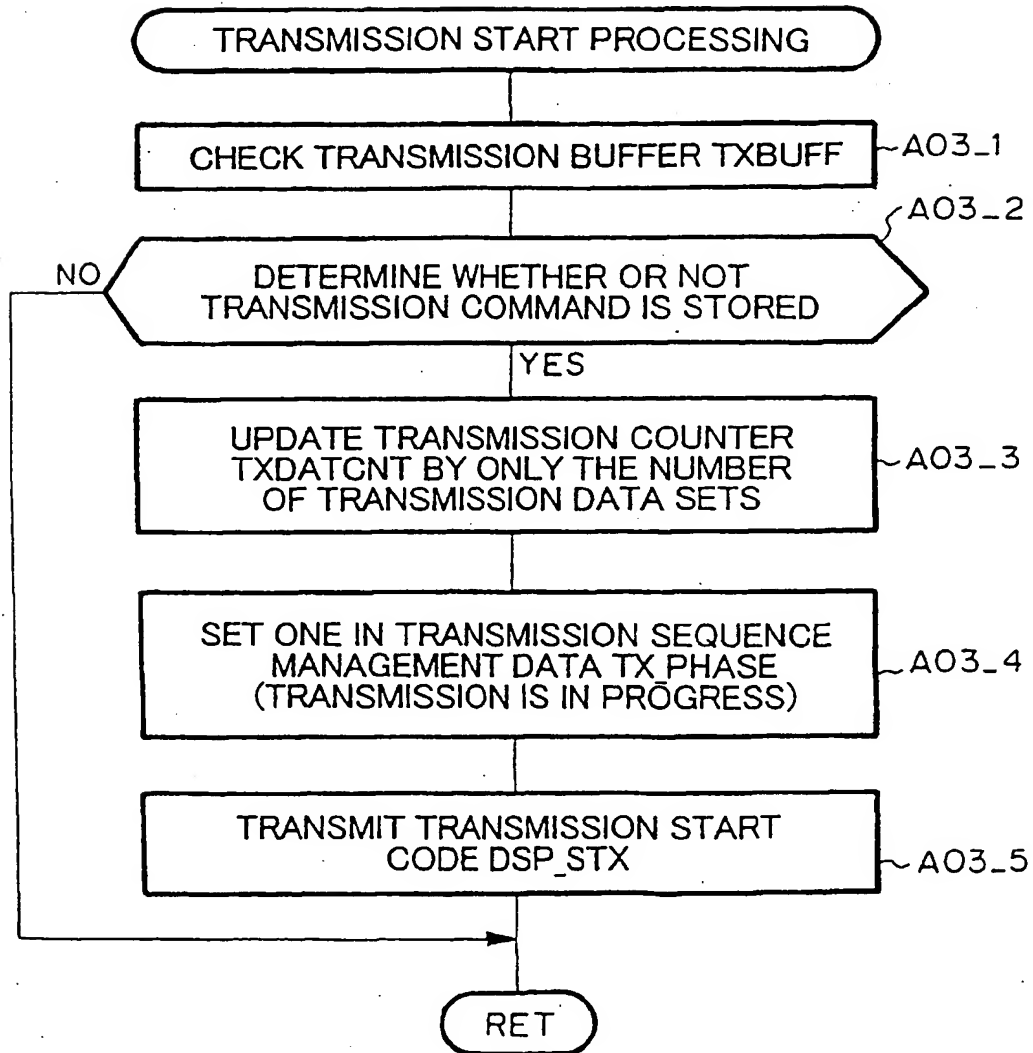 TRANSMISSION START PROCESSING
CHECK TRANSMISSION BUFFER TXBUFF
A03_1
A03_2
NO
DETERMINE WHETHER OR NOT
TRANSMISSION COMMAND IS STORED
YES
UPDATE TRANSMISSION COUNTER
TXDATCNT BY ONLY THE NUMBER
OF TRANSMISSION DATA SETS
A03_3
SET ONE IN TRANSMISSION SEQUENCE
MANAGEMENT DATA TX_PHASE
(TRANSMISSION IS IN PROGRESS)
A03_4
TRANSMIT TRANSMISSION START
CODE DSP_STX
A03_5
RET